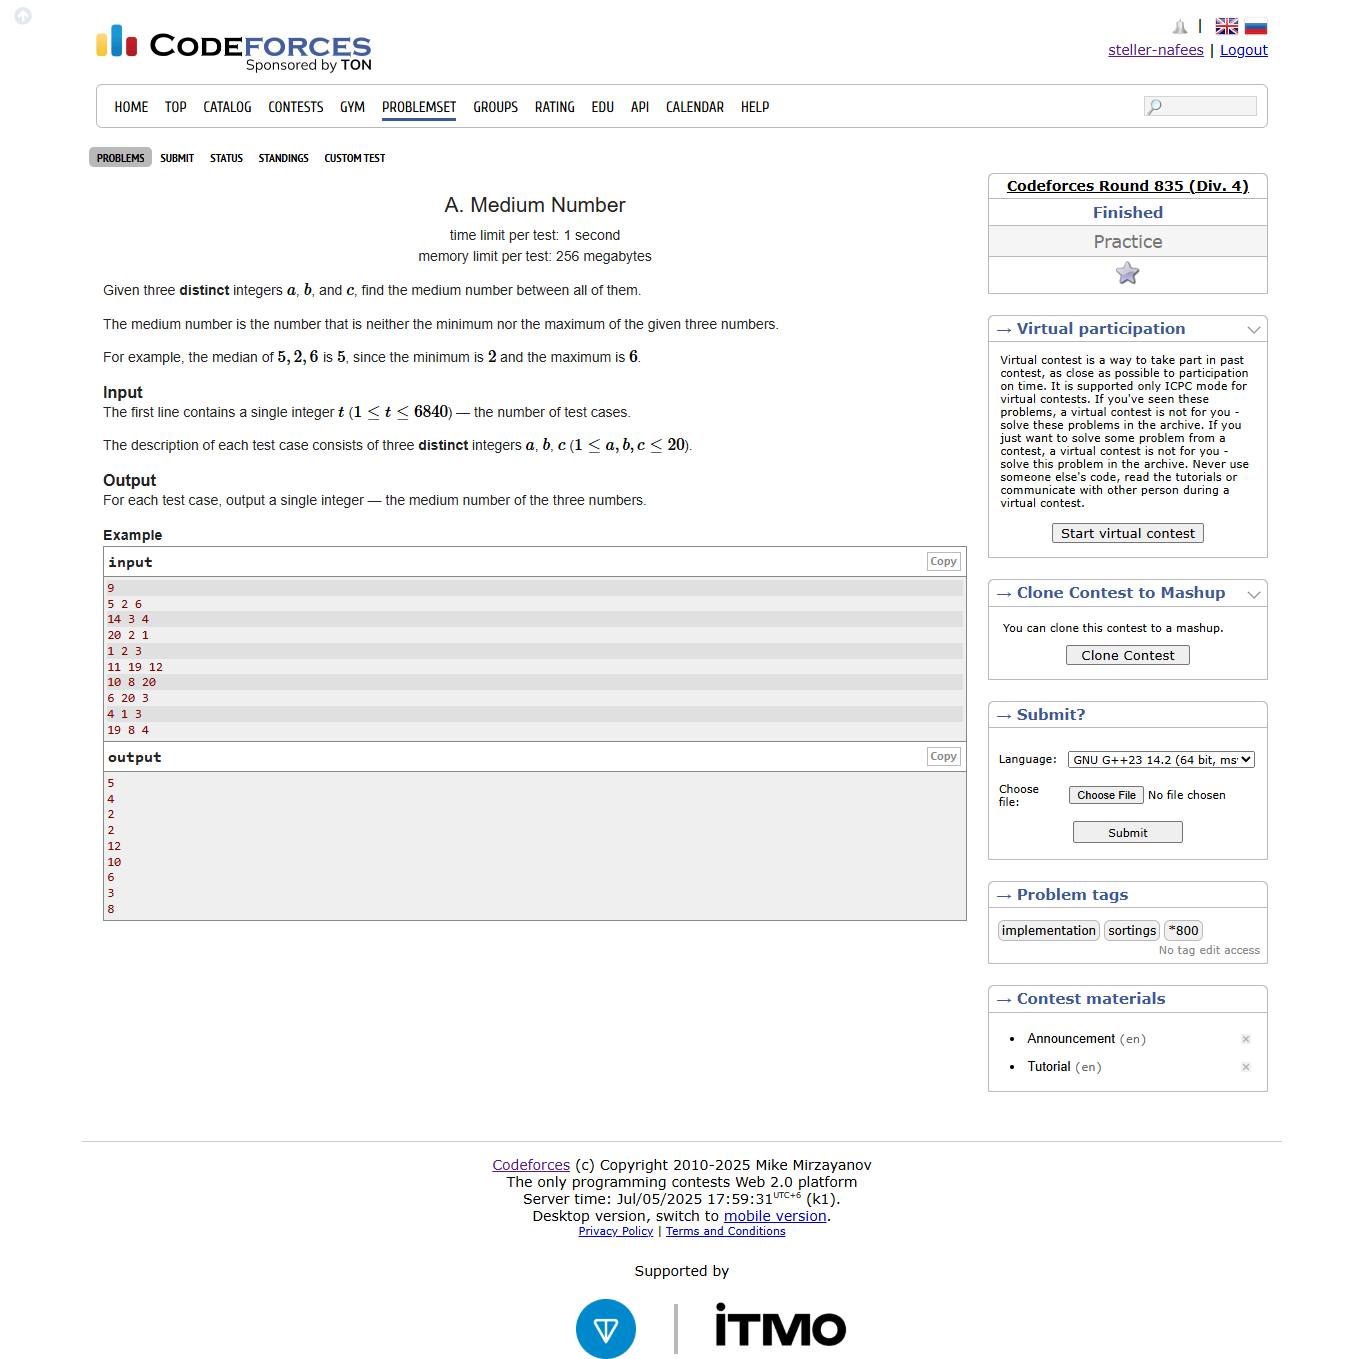 CODEFORCES
Sponsored by TON
|
steller-nafees | Logout
HOME TOP CATALOG CONTESTS GYM PROBLEMSET GROUPS RATING EDU API CALENDAR HELP
PROBLEMS SUBMIT STATUS STANDINGS CUSTOM TEST
A. Medium Number
time limit per test: 1 second
memory limit per test: 256 megabytes
Given three distinct integers a, b, and c, find the medium number between all of them.
The medium number is the number that is neither the minimum nor the maximum of the given three numbers.
For example, the median of 5, 2, 6 is 5, since the minimum is 2 and the maximum is 6.
Input
The first line contains a single integer t (1 ≤ t ≤ 6840) — the number of test cases.
The description of each test case consists of three distinct integers a, b, c (1 ≤ a, b, c ≤ 20).
Output
For each test case, output a single integer — the medium number of the three numbers.
Example
input Copy
9
5 2 6
14 3 4
20 2 1
1 2 3
11 19 12
10 8 20
6 20 3
4 1 3
19 8 4
output Copy
5
4
2
2
12
10
6
3
8
Codeforces Round 835 (Div. 4)
Finished
Practice
→ Virtual participation
Virtual contest is a way to take part in past
contest, as close as possible to participation
on time. It is supported only ICPC mode for
virtual contests. If you've seen these
problems, a virtual contest is not for you -
solve these problems in the archive. If you
just want to solve some problem from a
contest, a virtual contest is not for you -
solve this problem in the archive. Never use
someone else's code, read the tutorials or
communicate with other person during a
virtual contest.
Start virtual contest
→ Clone Contest to Mashup
You can clone this contest to a mashup.
Clone Contest
→ Submit?
Language: GNU G++23 14.2 (64 bit, ms
Choose
file: Choose File No file chosen
Submit
→ Problem tags
implementation sortings *800
No tag edit access
→ Contest materials
• Announcement (en) ×
• Tutorial (en) ×
Codeforces (c) Copyright 2010-2025 Mike Mirzayanov
The only programming contests Web 2.0 platform
Server time: Jul/05/2025 17:59:31 UTC+6 (k1).
Desktop version, switch to mobile version.
Privacy Policy | Terms and Conditions
Supported by
iTMO